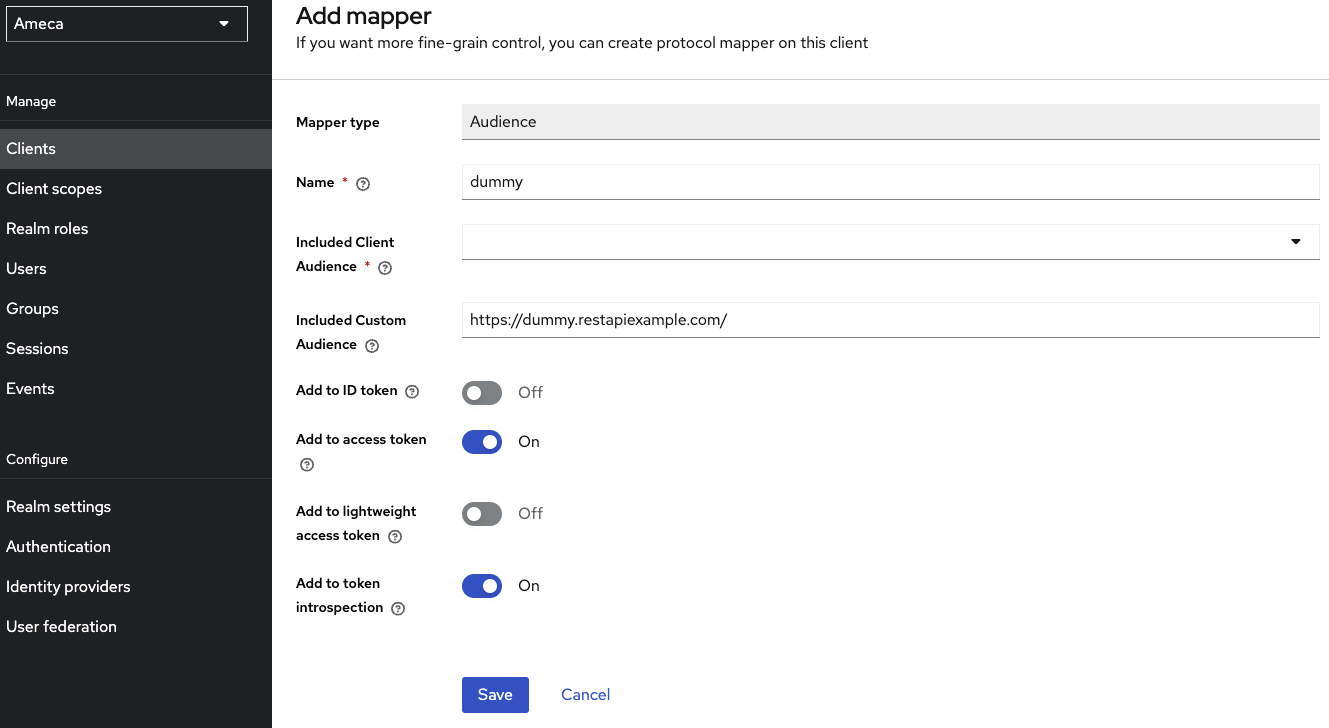 Ameca
Manage
Clients
Client scopes
Realm roles
Users
Groups
Sessions
Events
Configure
Realm settings
Authentication
Identity providers
User federation
Add mapper
If you want more fine-grain control, you can create protocol mapper on this client
Mapper type
Audience
Name *
dummy
Included Client
Audience *
Included Custom
Audience
https://dummy.restapiexample.com/
Add to ID token
Off
Add to access token
On
Add to lightweight
access token
Off
Add to token
introspection
On
Save
Cancel